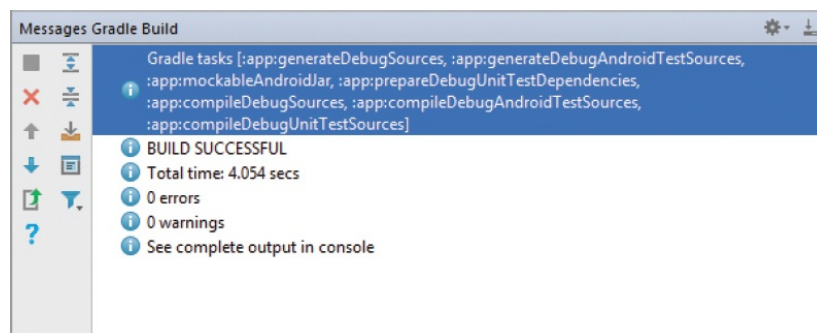 Messages Gradle Build
Gradle tasks [:app:generateDebugSources, :app:generateDebugAndroidTestSources,
:app:mockableAndroidJar, :app:prepareDebugUnitTestDependencies,
:app:compileDebugSources, :app:compileDebugAndroidTestSources,
:app:compileDebugUnitTestSources]
BUILD SUCCESSFUL
Total time: 4.054 secs
0 errors
0 warnings
See complete output in console